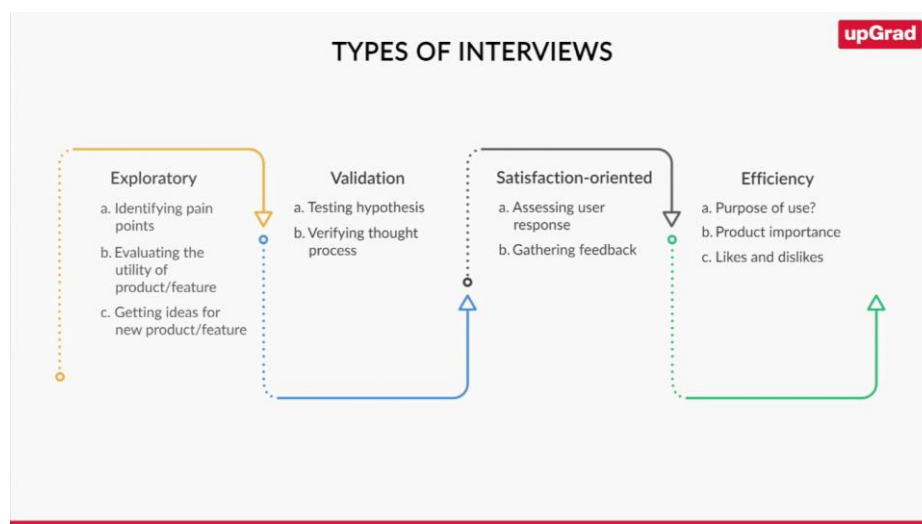 upGrad
TYPES OF INTERVIEWS
Exploratory
a. Identifying pain
points
b. Evaluating the
utility of
product/feature
c. Getting ideas for
new product/feature
Validation
a. Testing hypothesis
b. Verifying thought
process
Satisfaction-oriented
a. Assessing user
response
b. Gathering feedback
Efficiency
a. Purpose of use?
b. Product importance
c. Likes and dislikes